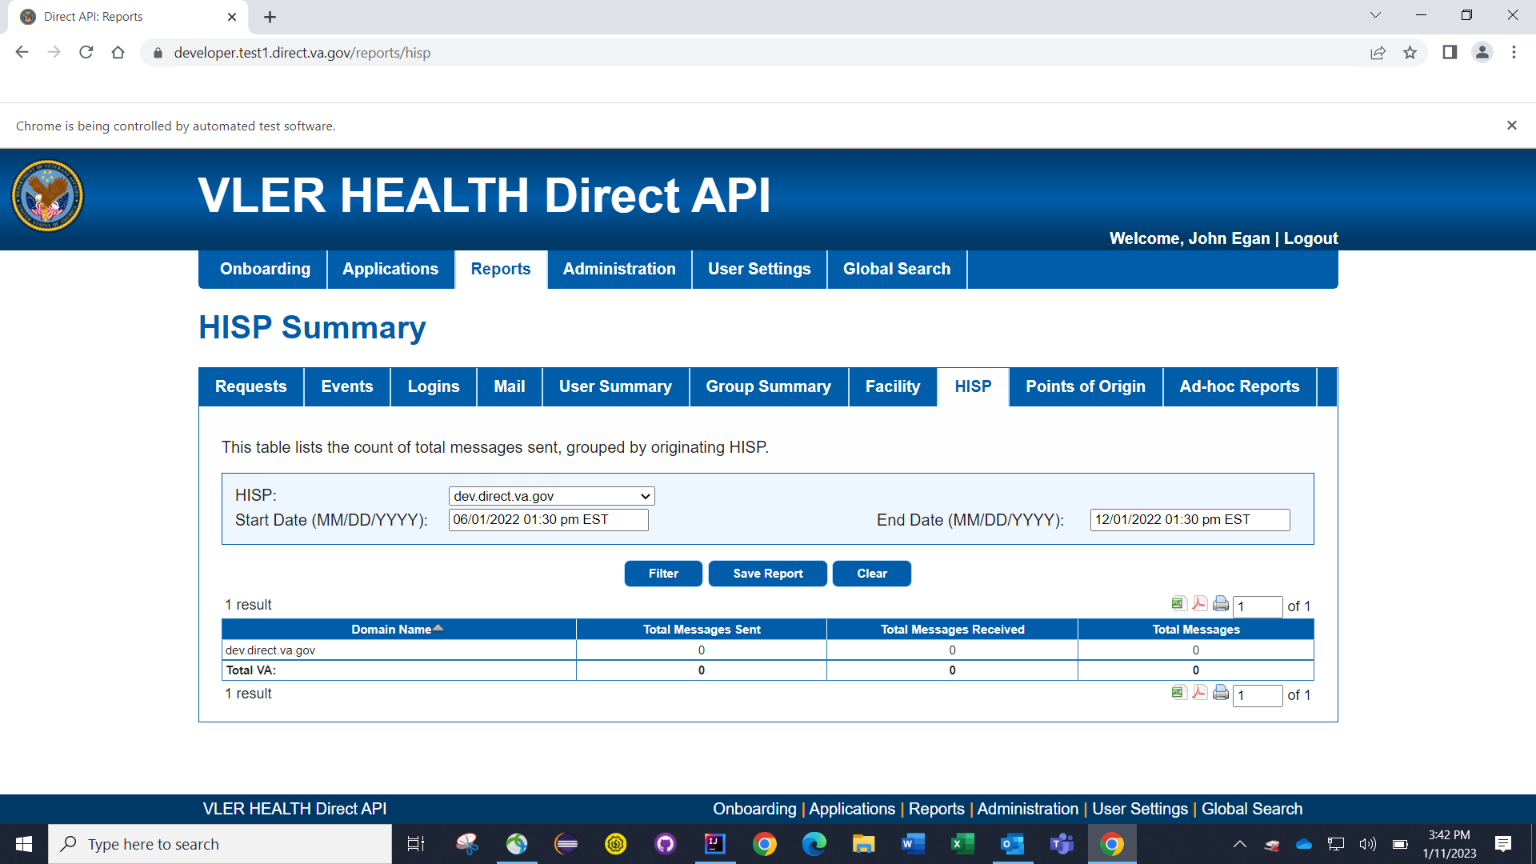 Direct API: Reports
developer.test1.direct.va.gov/reports/hisp
Chrome is being controlled by automated test software.
VLER HEALTH Direct API
Welcome, John Egan | Logout
Onboarding Applications Reports Administration User Settings Global Search
HISP Summary
Requests Events Logins Mail User Summary Group Summary Facility HISP Points of Origin Ad-hoc Reports
This table lists the count of total messages sent, grouped by originating HISP.
HISP: dev.direct.va.gov
Start Date (MM/DD/YYYY): 06/01/2022 01:30 pm EST End Date (MM/DD/YYYY): 12/01/2022 01:30 pm EST
Filter Save Report Clear
1 result 1 of 1
Domain Name Total Messages Sent Total Messages Received Total Messages
dev.direct.va.gov 0 0 0
Total VA: 0 0 0
1 result 1 of 1
VLER HEALTH Direct API Onboarding | Applications | Reports | Administration | User Settings | Global Search
Type here to search
3:42 PM
1/11/2023